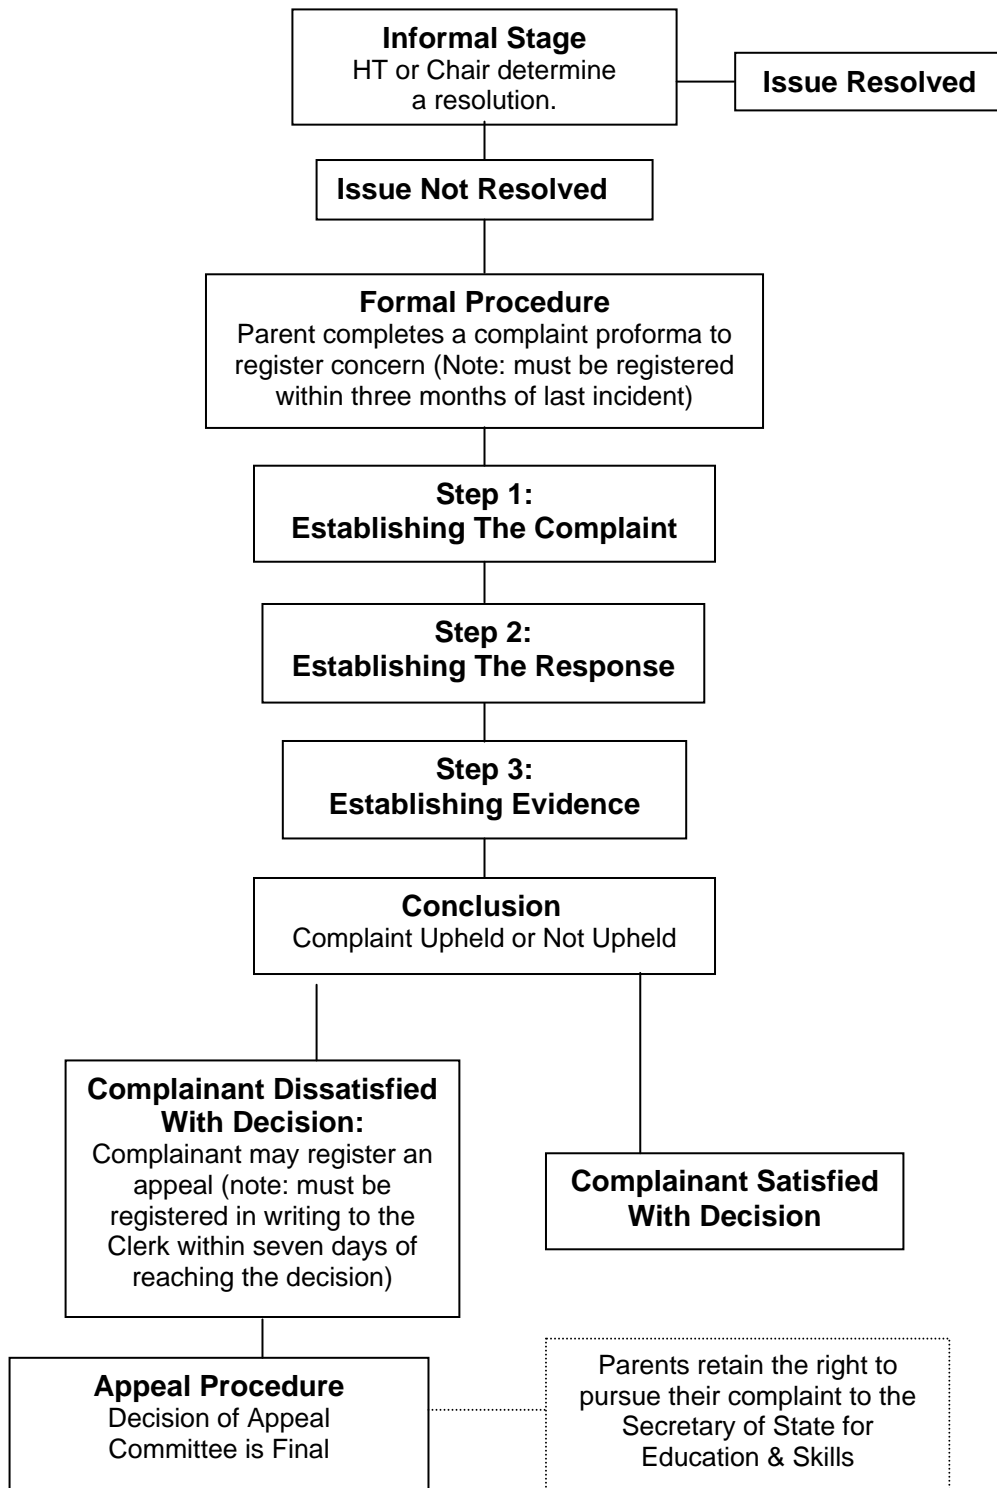 Informal Stage
HT or Chair determine
a resolution.
Issue Resolved
Issue Not Resolved
Formal Procedure
Parent completes a complaint proforma to
register concern (Note: must be registered
within three months of last incident)
Step 1:
Establishing The Complaint
Step 2:
Establishing The Response
Step 3:
Establishing Evidence
Conclusion
Complaint Upheld or Not Upheld
Complainant Dissatisfied
With Decision:
Complainant may register an
appeal (note: must be
registered in writing to the
Clerk within seven days of
reaching the decision)
Complainant Satisfied
With Decision
Appeal Procedure
Decision of Appeal
Committee is Final
Parents retain the right to
pursue their complaint to the
Secretary of State for
Education & Skills